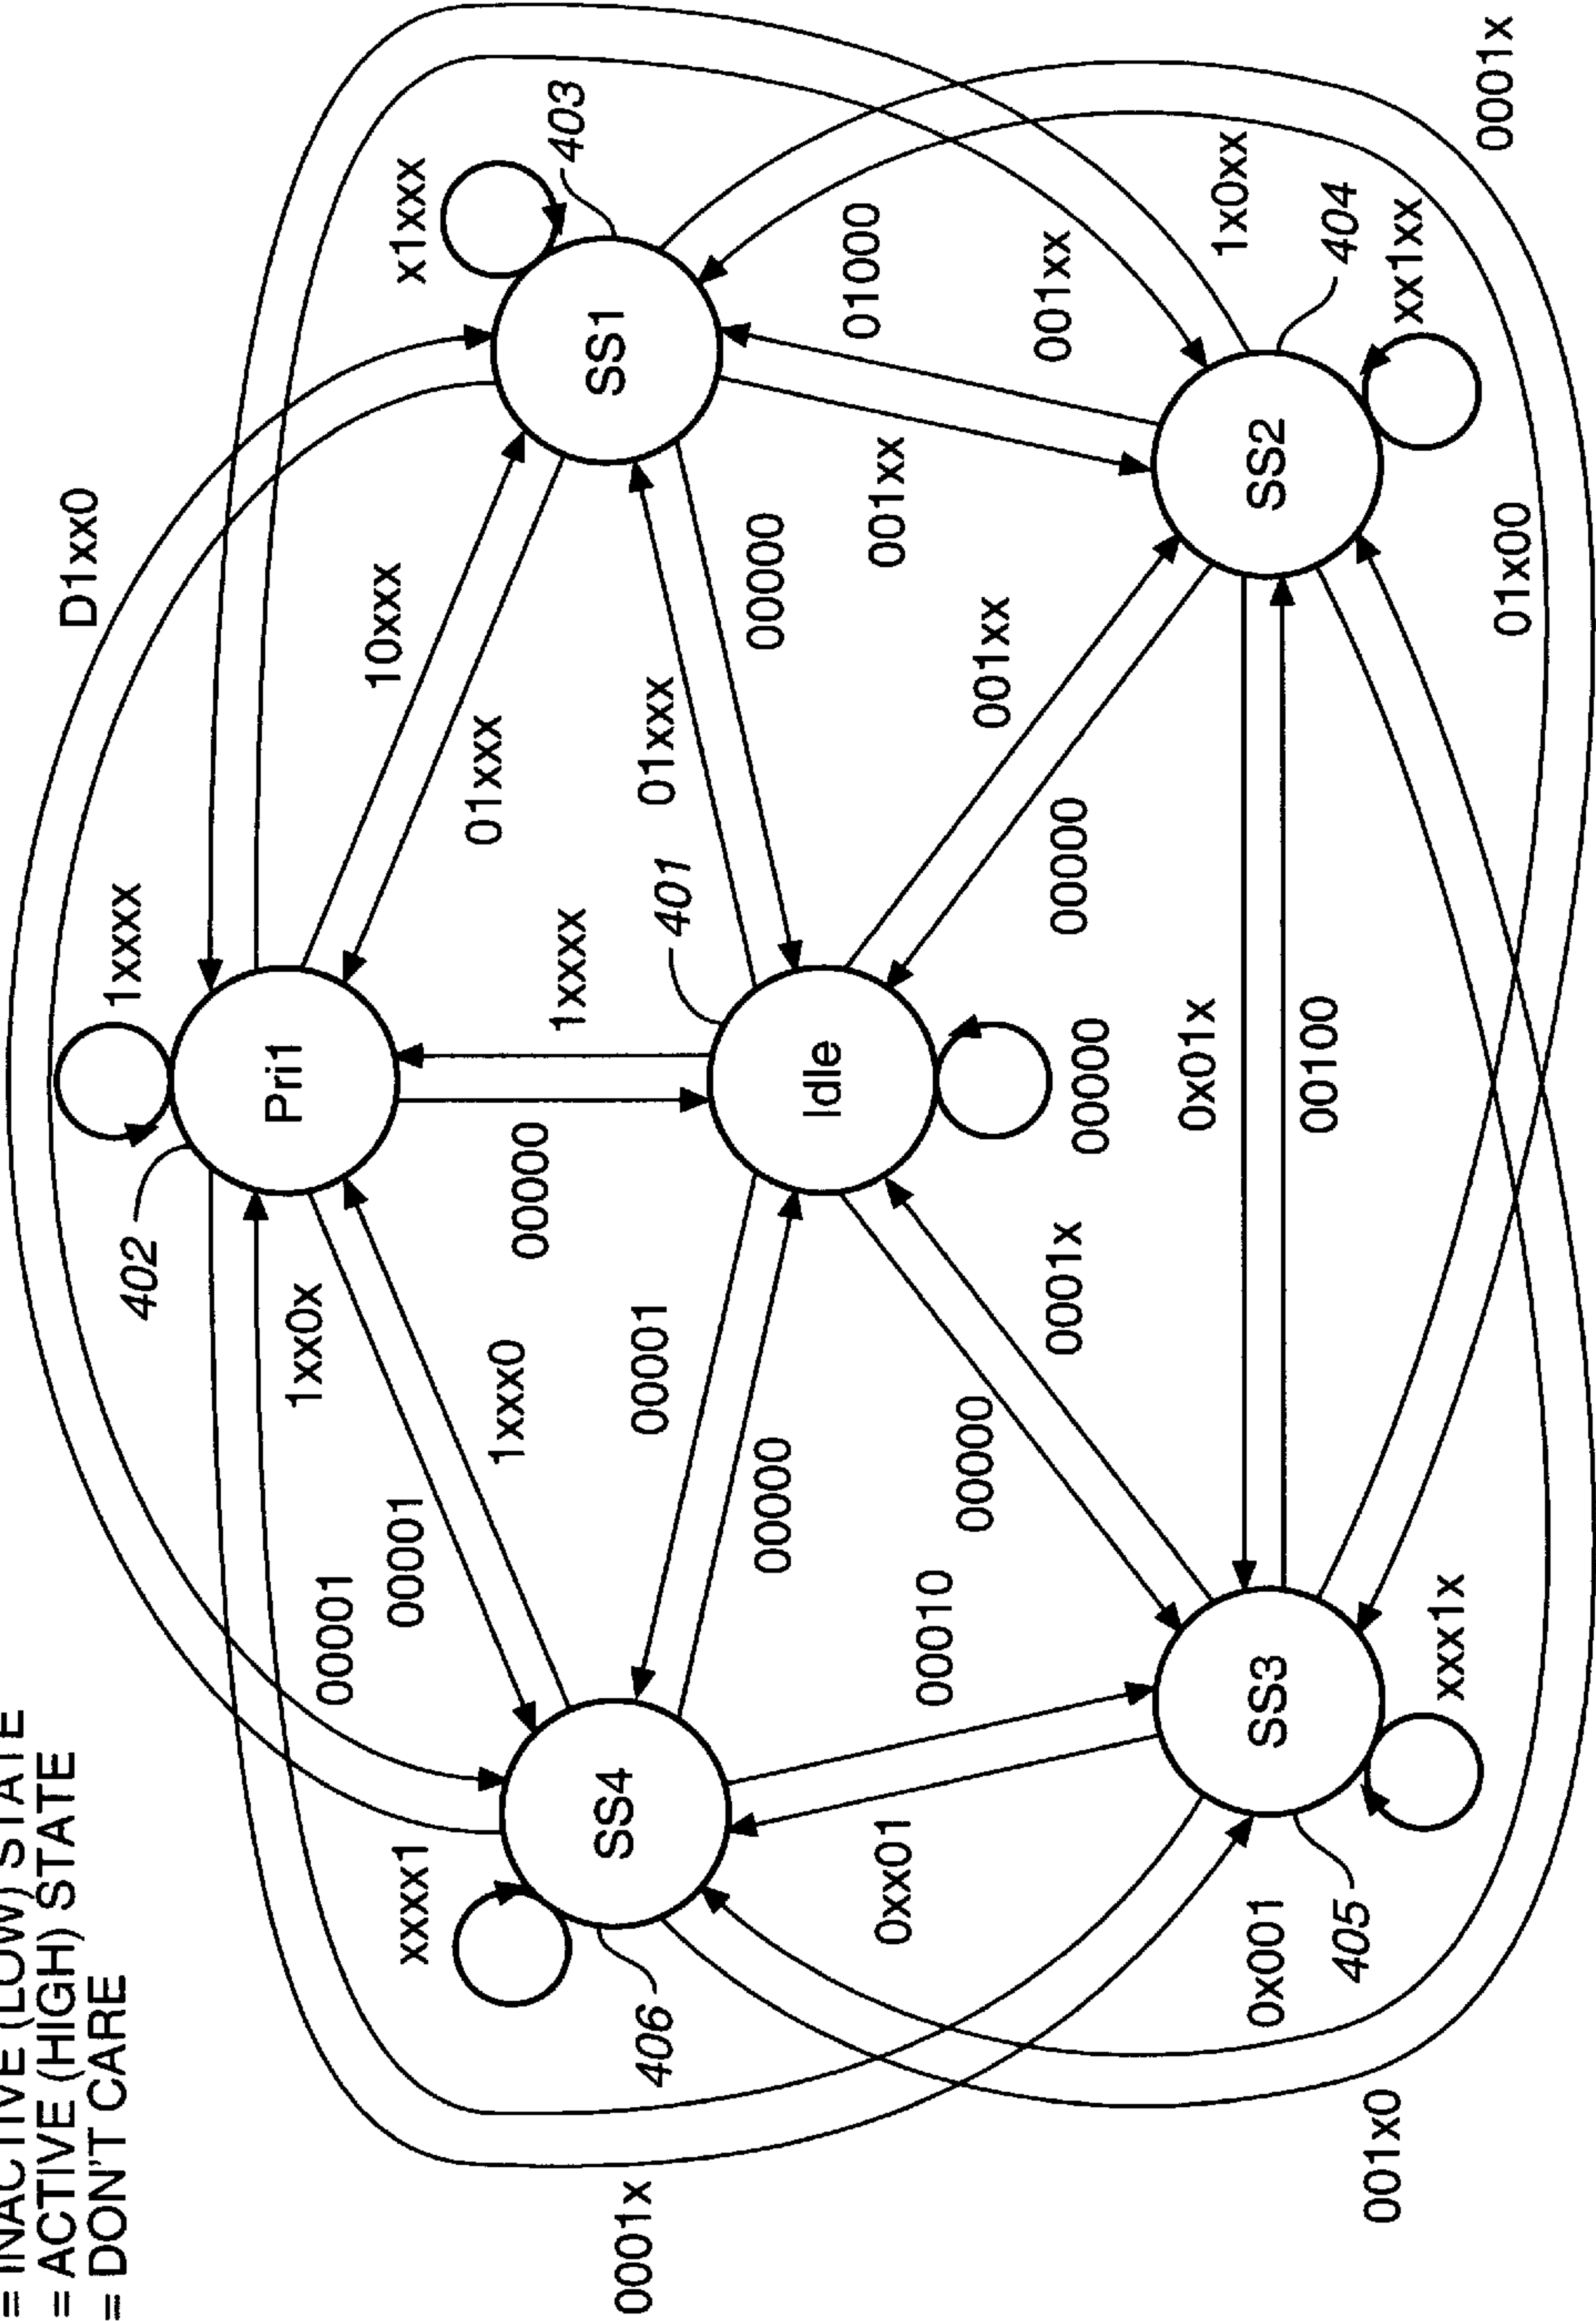 = INACTIVE (LOW) STATE
= ACTIVE (HIGH) STATE
= DON'T CARE
D1xx0
1xxxx
402
Pri1
x1xxx
403
SS1
10xxx
01xxx
1xx0x
00001
00001
1xxx0
00000
1xxxx
401
Idle
01xxx
00000
001xx
01000
001xx
1x0xx
404
xx1xx
SS2
0001x
01x00
001xx
00000
00000
00001
00000
xxxx1
SS4
406
0xx01
00010
00000
0001x
0x01x
00100
SS3
xxx1x
405
0x001
0001x
001x0